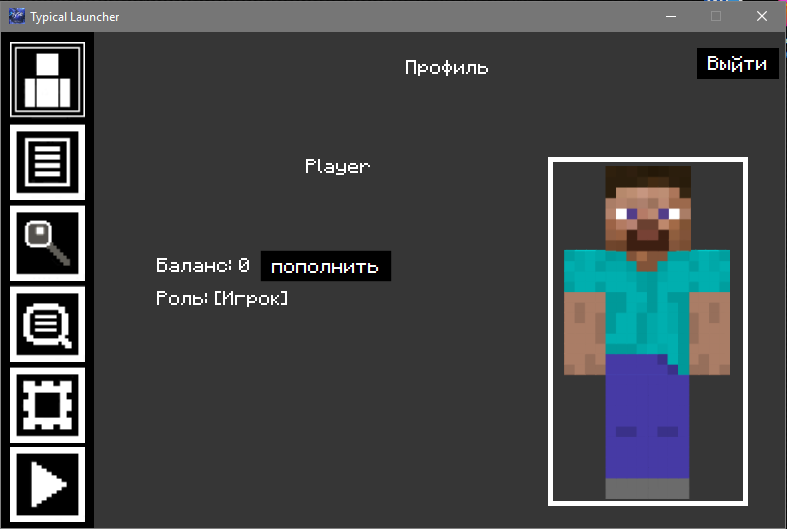 Typical Launcher
Профиль
Выйти
Player
Баланс: 0 пополнить
Роль: [Игрок]